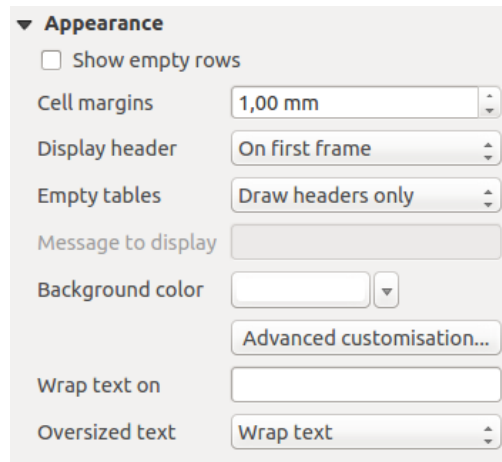 Appearance
Show empty rows
Cell margins 1,00 mm
Display header On first frame
Empty tables Draw headers only
Message to display
Background color
Advanced customisation...
Wrap text on
Oversized text Wrap text